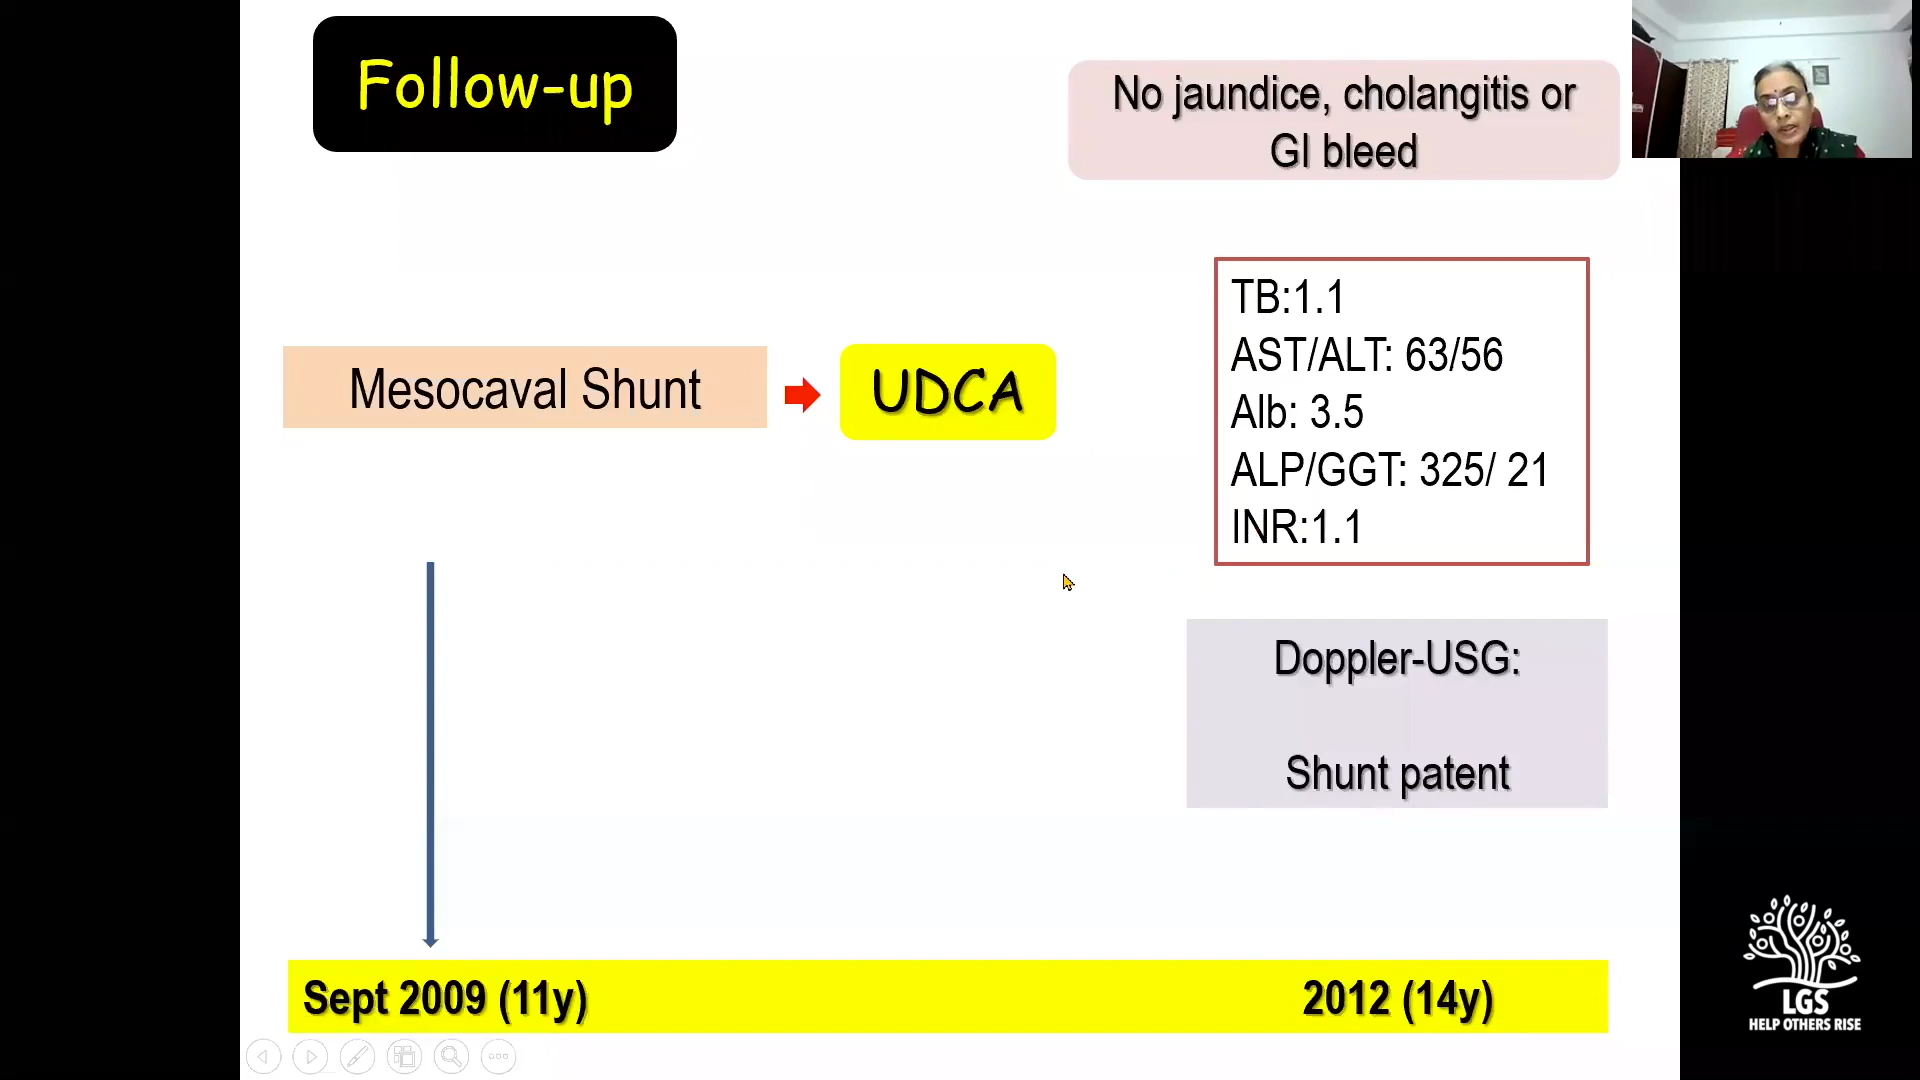 Follow-up
No jaundice, cholangitis or
GI bleed
Mesocaval Shunt
UDCA
TB:1.1
AST/ALT: 63/56
Alb: 3.5
ALP/GGT: 325/ 21
INR:1.1
Doppler-USG:
Shunt patent
Sept 2009 (11y)
2012 (14y)
LGS
HELP OTHERS RISE